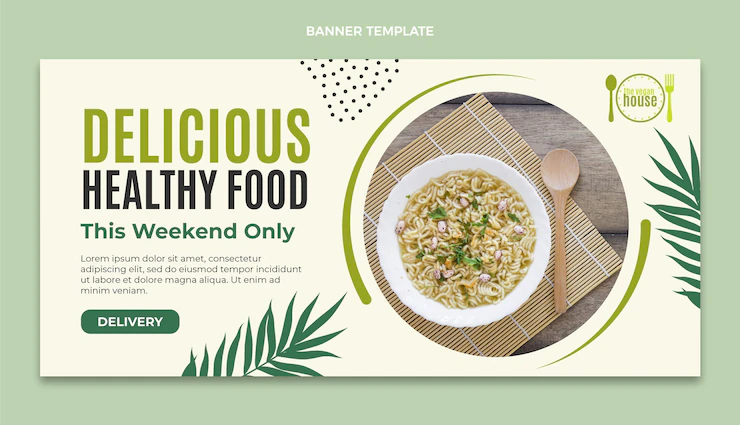 BANNER TEMPLATE
the vegan
house
DELICIOUS
HEALTHY FOOD
This Weekend Only
Lorem ipsum dolor sit amet, consectetur
adipiscing elit, sed do eiusmod tempor incididunt
ut labore et dolore magna aliqua. Ut enim ad
minim veniam.
DELIVERY